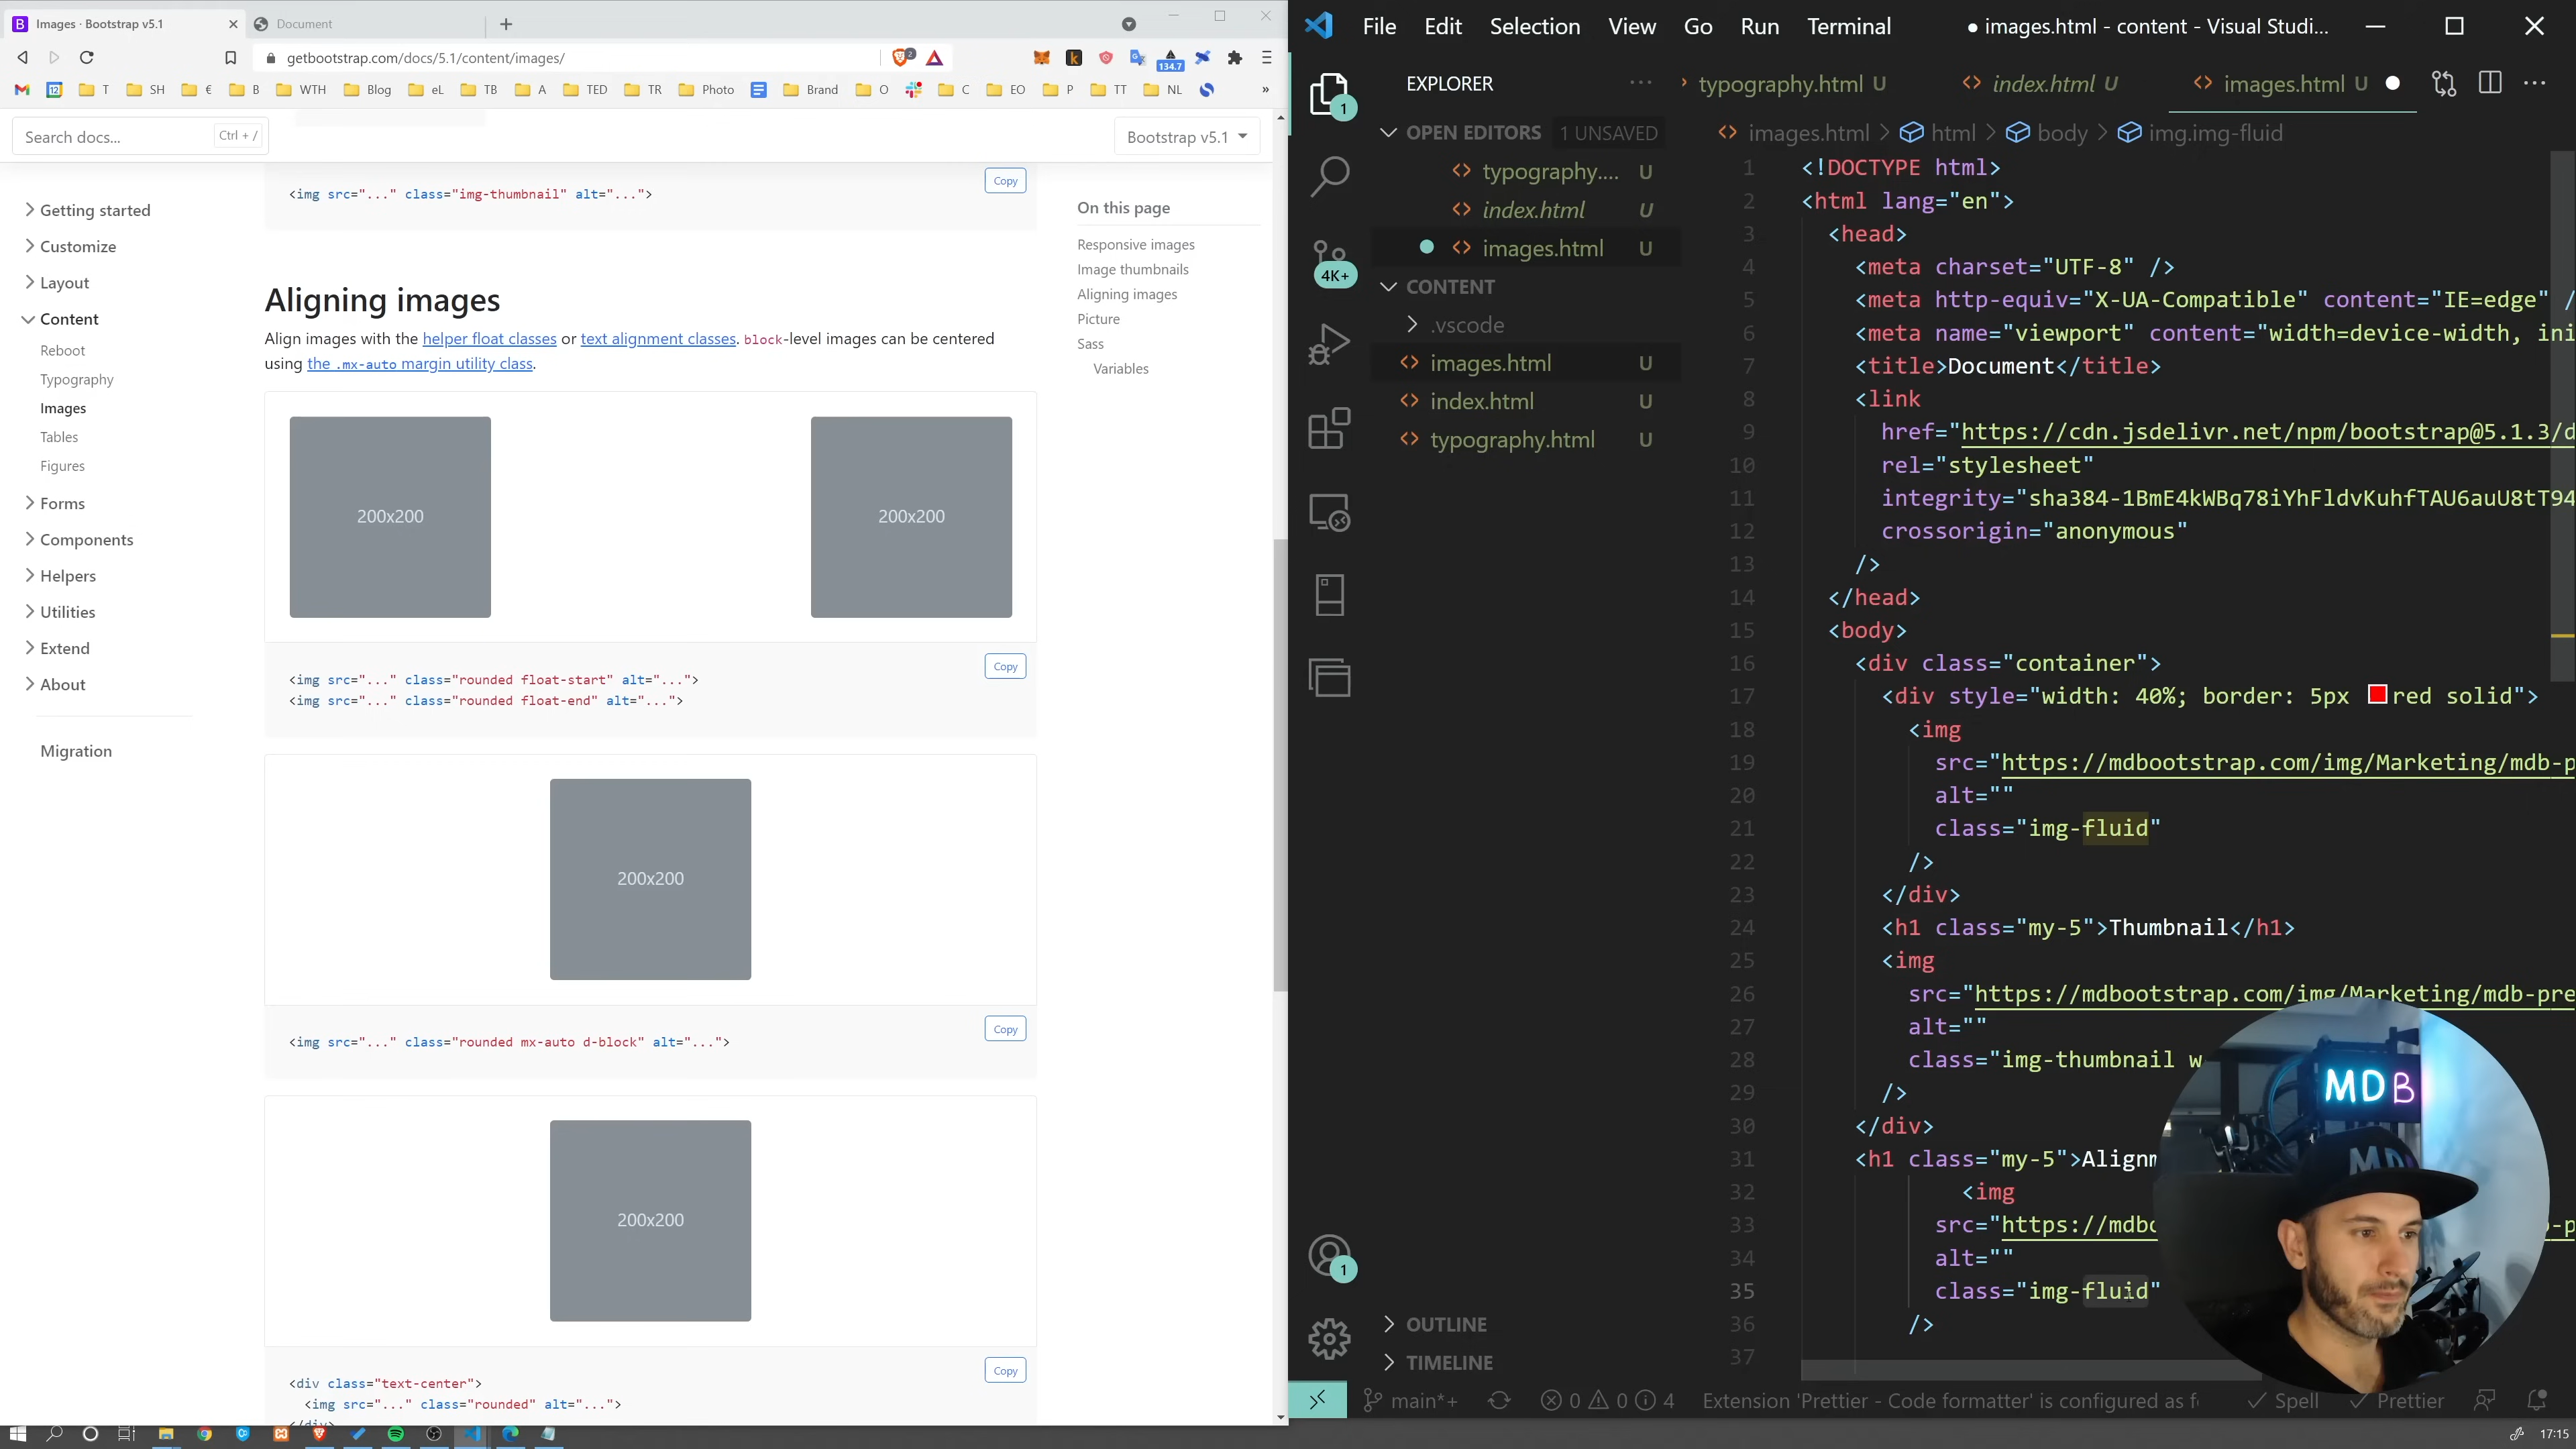 Images · Bootstrap v5.1
Document
getbootstrap.com/docs/5.1/content/images/
2
134.7
12
T
SH
€
B
WTH
Blog
eL
TB
A
TED
TR
Photo
Brand
O
C
EO
P
TT
NL
»
Search docs...
Ctrl + /
Bootstrap v5.1
Getting started
Customize
Layout
Content
Reboot
Typography
Images
Tables
Figures
Forms
Components
Helpers
Utilities
Extend
About
Migration
Copy
<img src="..." class="img-thumbnail" alt="...">
Aligning images
Align images with the helper float classes or text alignment classes. block-level images can be centered
using the .mx-auto margin utility class.
200x200
200x200
Copy
<img src="..." class="rounded float-start" alt="...">
<img src="..." class="rounded float-end" alt="...">
200x200
Copy
<img src="..." class="rounded mx-auto d-block" alt="...">
200x200
Copy
<div class="text-center">
<img src="..." class="rounded" alt="...">
</div>
On this page
Responsive images
Image thumbnails
Aligning images
Picture
Sass
Variables
File Edit Selection View Go Run Terminal
● images.html - content - Visual Studi...
EXPLORER
typography.html U
index.html U
images.html U
OPEN EDITORS 1 UNSAVED
typography.... U
index.html U
images.html U
CONTENT
.vscode
images.html U
index.html U
typography.html U
1
4K+
1
OUTLINE
TIMELINE
images.html > html > body > img.img-fluid
1 <!DOCTYPE html>
2 <html lang="en">
3 <head>
4 <meta charset="UTF-8" />
5 <meta http-equiv="X-UA-Compatible" content="IE=edge" /
6 <meta name="viewport" content="width=device-width, ini
7 <title>Document</title>
8 <link
9 href="https://cdn.jsdelivr.net/npm/bootstrap@5.1.3/d
10 rel="stylesheet"
11 integrity="sha384-1BmE4kWBq78iYhFldvKuhfTAU6auU8tT94
12 crossorigin="anonymous"
13 />
14 </head>
15 <body>
16 <div class="container">
17 <div style="width: 40%; border: 5px red solid">
18 <img
19 src="https://mdbootstrap.com/img/Marketing/mdb-p
20 alt=""
21 class="img-fluid"
22 />
23 </div>
24 <h1 class="my-5">Thumbnail</h1>
25 <img
26 src="https://mdbootstrap.com/img/Marketing/mdb-pre
27 alt=""
28 class="img-thumbnail w
29 />
30 </div>
31 <h1 class="my-5">Alignm
32 <img
33 src="https://mdbo
34 alt=""
35 class="img-fluid"
36 />
37
MDB
MD
main*+
0 0 4
Extension 'Prettier - Code formatter' is configured as f
Spell
Prettier
17:15